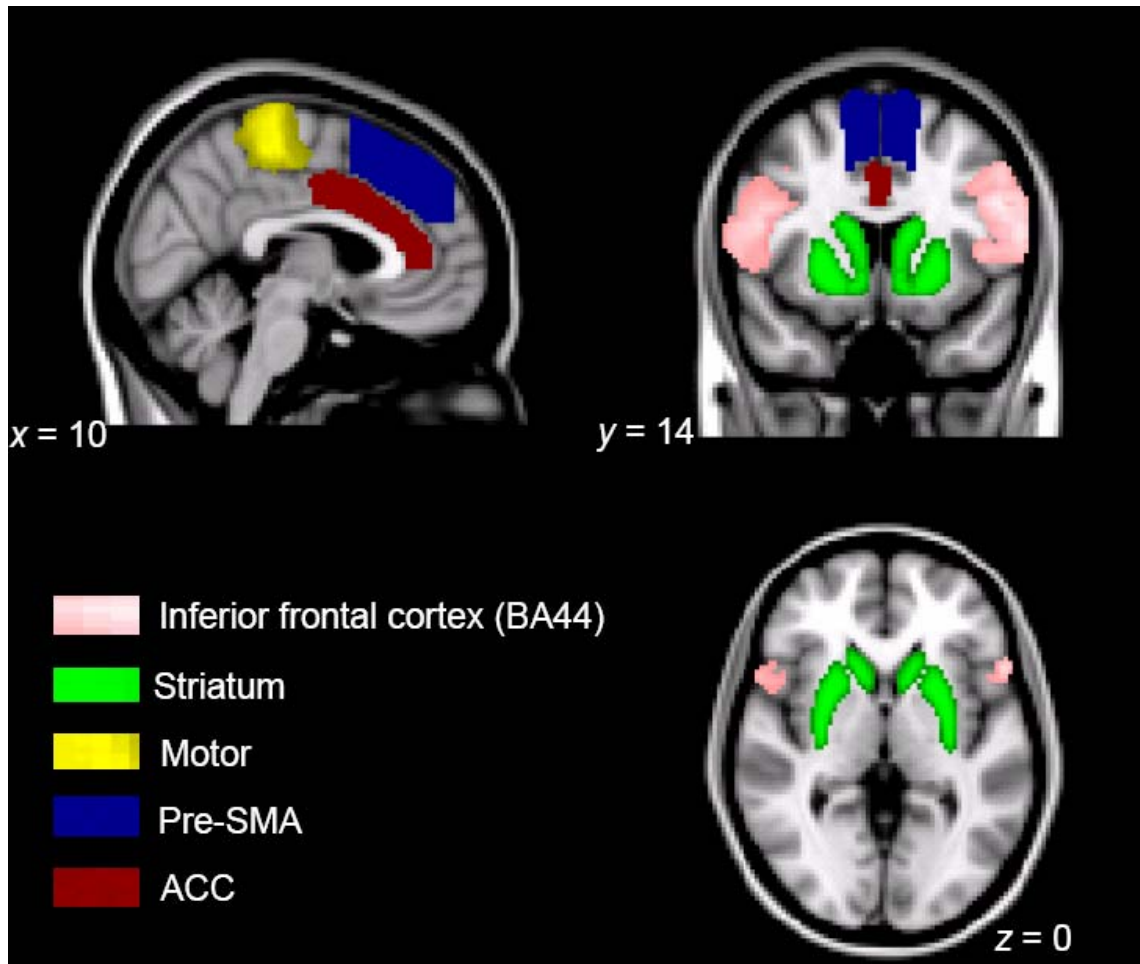 x = 10
y = 14
Inferior frontal cortex (BA44)
Striatum
Motor
Pre-SMA
ACC
z = 0